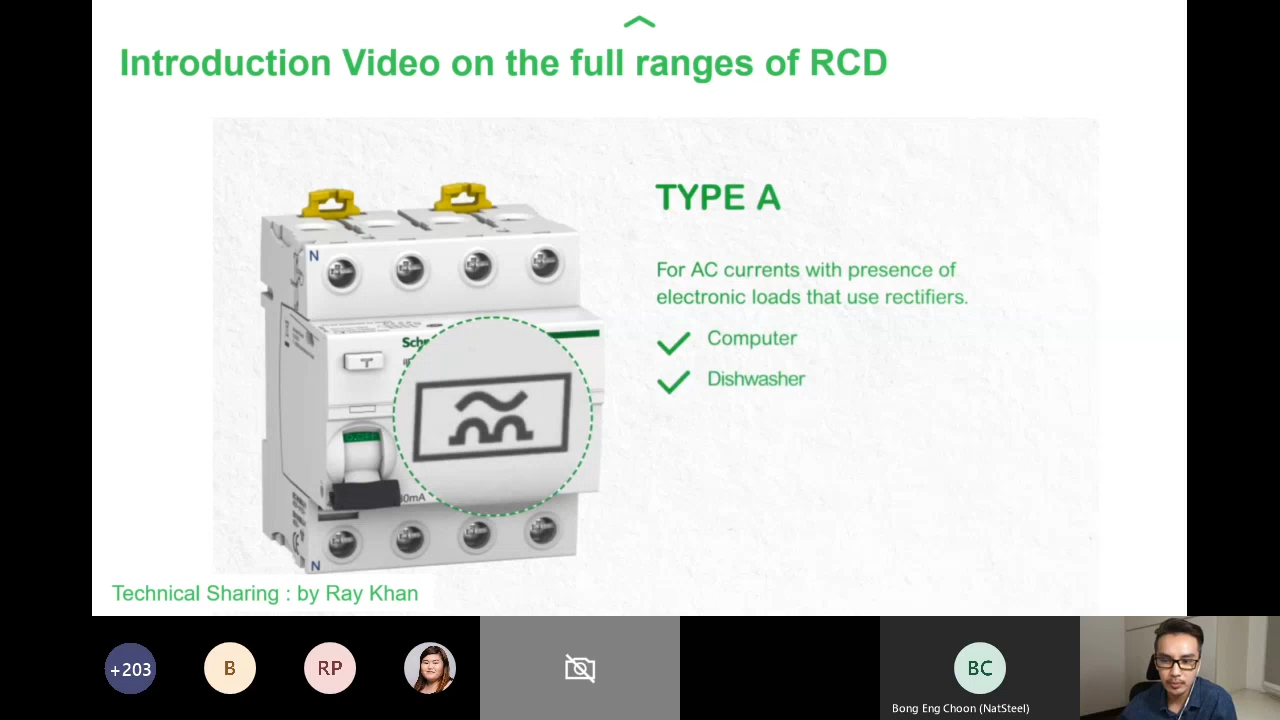 Introduction Video on the full ranges of RCD
TYPE A
For AC currents with presence of
electronic loads that use rectifiers.
Computer
Dishwasher
N
T
N
Technical Sharing : by Ray Khan
+203
B
RP
BC
Bong Eng Choon (NatSteel)